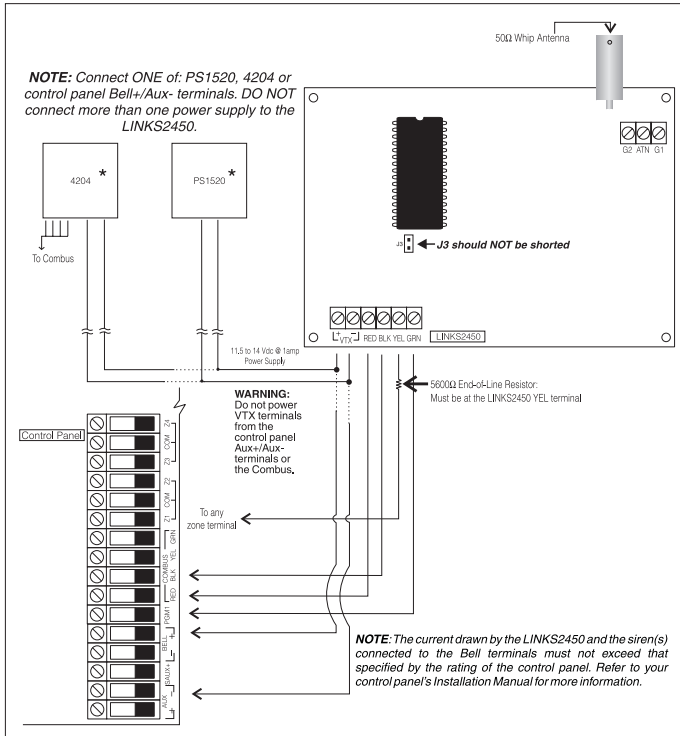 50Ω Whip Antenna
NOTE: Connect ONE of: PS1520, 4204 or
control panel Bell+/Aux- terminals. DO NOT
connect more than one power supply to the
LINKS2450.
G2 ATN G1
4204 *
PS1520 *
J3
J3 should NOT be shorted
To Combus
+ VTX - RED BLK YEL GRN
LINKS2450
11.5 to 14 Vdc @ 1amp
Power Supply
5600Ω End-of-Line Resistor:
Must be at the LINKS2450 YEL terminal
WARNING:
Do not power
VTX terminals
from the
control panel
Aux+/Aux-
terminals or
the Combus.
Control Panel
Z4
COM
Z3
Z2
COM
Z1
To any
zone terminal
GRN
YEL
COMBUS
BLK
RED
PGM1
+
BELL
-
SAUX+
-
AUX
+
NOTE: The current drawn by the LINKS2450 and the siren(s)
connected to the Bell terminals must not exceed that
specified by the rating of the control panel. Refer to your
control panel's Installation Manual for more information.